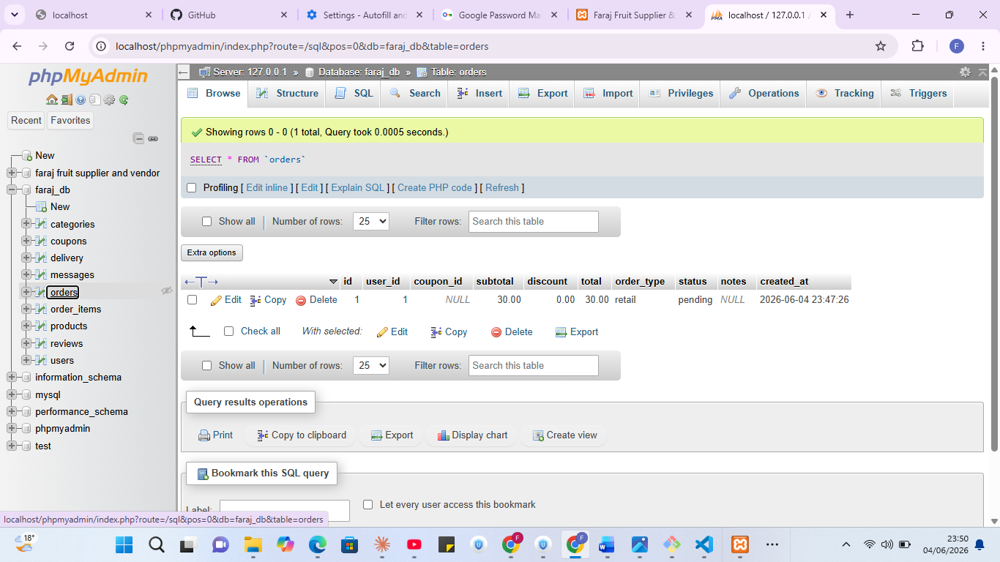 localhost
GitHub
Settings - Autofill and
Google Password Ma
Faraj Fruit Supplier &
localhost / 127.0.0.1 /
localhost/phpmyadmin/index.php?route=/sql&pos=0&db=faraj_db&table=orders
F
phpMyAdmin
Recent
Favorites
New
faraj fruit supplier and vendor
faraj_db
New
categories
coupons
delivery
messages
orders
order_items
products
reviews
users
information_schema
mysql
performance_schema
phpmyadmin
test
Server: 127.0.0.1 » Database: faraj_db » Table: orders
Browse Structure SQL Search Insert Export Import Privileges Operations Tracking Triggers
Showing rows 0 - 0 (1 total, Query took 0.0005 seconds.)
SELECT * FROM `orders`
Profiling [ Edit inline ] [ Edit ] [ Explain SQL ] [ Create PHP code ] [ Refresh ]
Show all Number of rows: 25 Filter rows: Search this table
Extra options
id user_id coupon_id subtotal discount total order_type status notes created_at
Edit Copy Delete 1 1 NULL 30.00 0.00 30.00 retail pending NULL 2026-06-04 23:47:26
Check all With selected: Edit Copy Delete Export
Show all Number of rows: 25 Filter rows: Search this table
Query results operations
Print Copy to clipboard Export Display chart Create view
Bookmark this SQL query
Label: Let every user access this bookmark
localhost/phpmyadmin/index.php?route=/sql&pos=0&db=faraj_db&table=orders
18°
F
F
23:50
04/06/2026